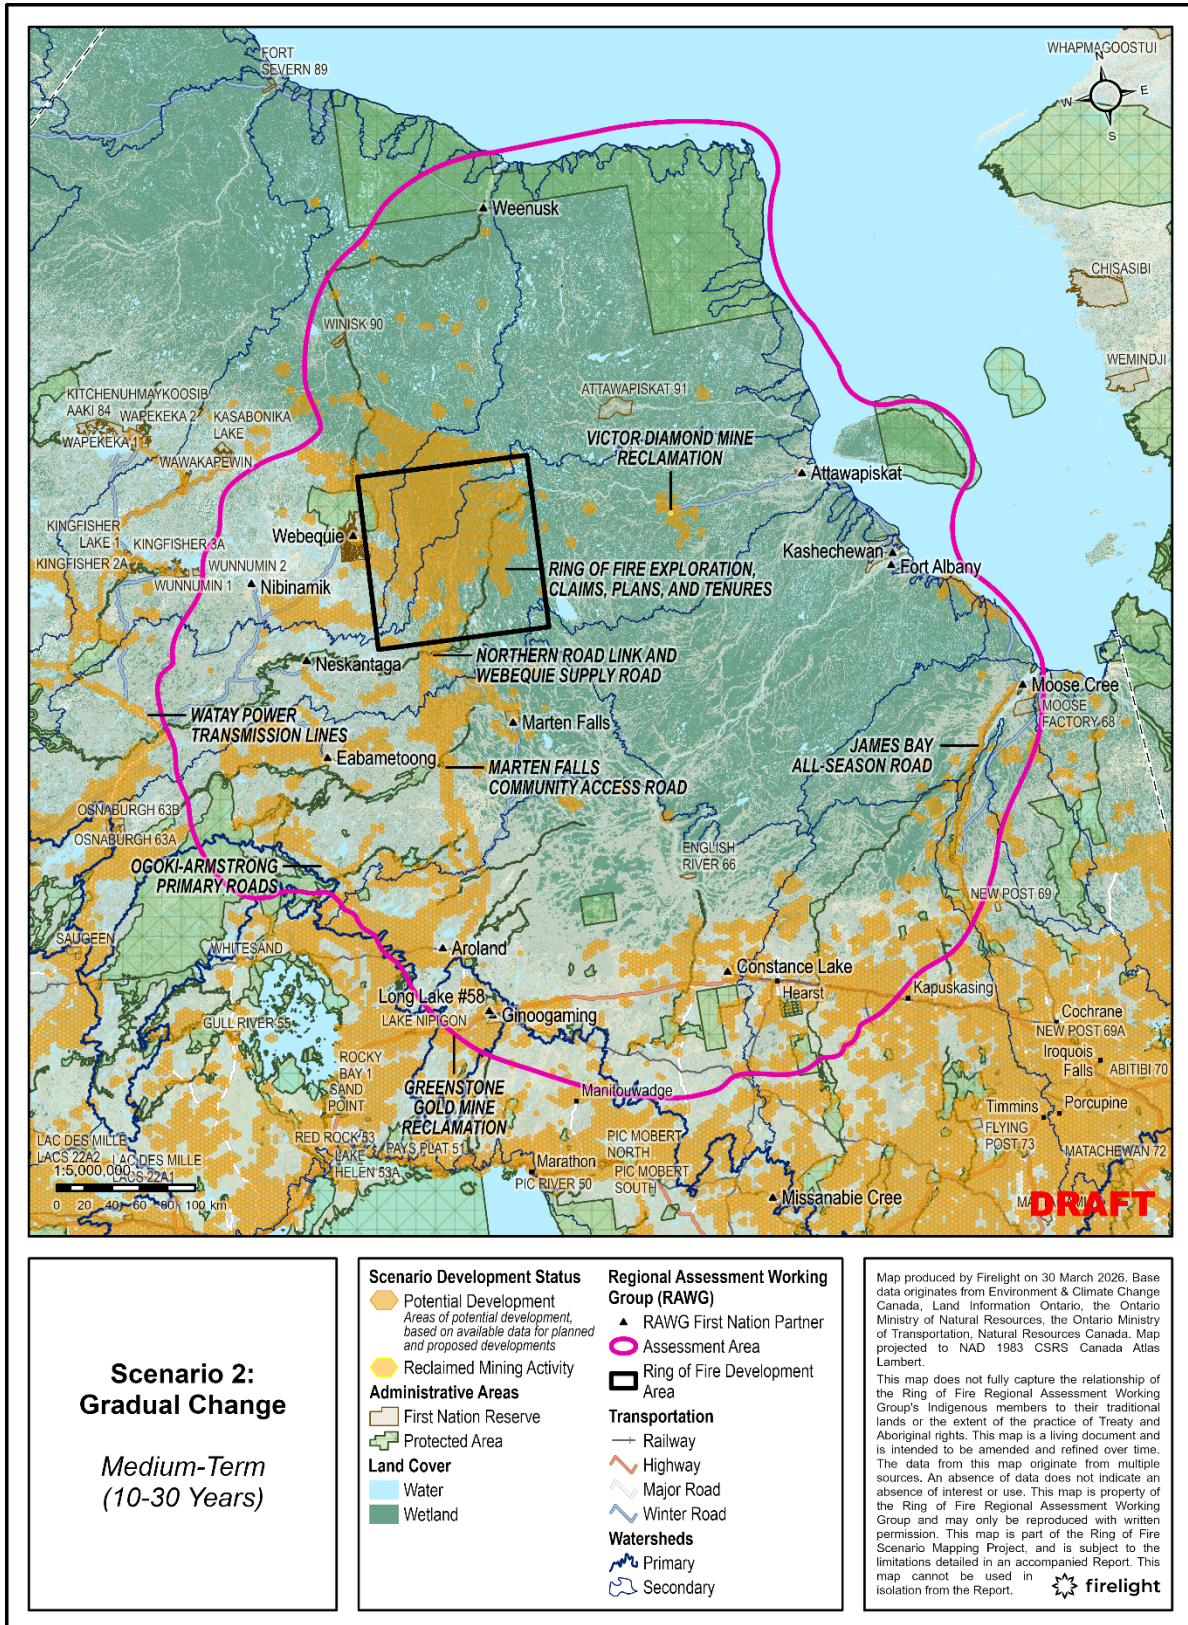 WHAPMAGOOSTUI
N
W
E
S
FORT
SEVERN 89
Weenusk
CHISASIBI
WEMINDJI
WINISK 90
KITCHENUHMAYKOOSIB
AAKI 84
WAPEKEKA 2
WAPEKEKA 1
KASABONIKA
LAKE
WAWAKAPEWIN
ATTAWAPISKAT 91
VICTOR DIAMOND MINE
RECLAMATION
Attawapiskat
KINGFISHER
LAKE 1
KINGFISHER 3A
KINGFISHER 2A
WUNNUMIN 2
WUNNUMIN 1
Webequie
Nibinamik
Kashechewan
Fort Albany
RING OF FIRE EXPLORATION,
CLAIMS, PLANS, AND TENURES
Neskantaga
NORTHERN ROAD LINK AND
WEBEQUIE SUPPLY ROAD
Moose Cree
MOOSE
FACTORY 68
WATAY POWER
TRANSMISSION LINES
Marten Falls
Eabametoong
MARTEN FALLS
COMMUNITY ACCESS ROAD
JAMES BAY
ALL-SEASON ROAD
OSNABURGH 63B
OSNABURGH 63A
OGOKI-ARMSTRONG
PRIMARY ROADS
ENGLISH
RIVER 66
NEW POST 69
SAUGEEN
WHITESAND
Aroland
Constance Lake
Hearst
Kapuskasing
Long Lake #58
LAKE NIPIGON
Ginoogaming
GULL RIVER 55
Cochrane
NEW POST 69A
Iroquois
Falls
ABITIBI 70
ROCKY
BAY 1
SAND
POINT
GREENSTONE
GOLD MINE
RECLAMATION
Manitouwadge
Timmins
Porcupine
FLYING
POST 73
LAC DES MILLE
LACS 22A2
LAC DES MILLE
LACS 22A1
RED ROCK 53
LAKE
HELEN 53A
PAYS PLAT 51
PIC MOBERT
NORTH
PIC MOBERT
SOUTH
MATACHEWAN 72
Marathon
PIC RIVER 50
Missanabie Cree
1:5,000,000
0 20 40 60 80 100 km
DRAFT
Scenario 2:
Gradual Change
Medium-Term
(10-30 Years)
Scenario Development Status
Potential Development
Areas of potential development,
based on available data for planned
and proposed developments
Reclaimed Mining Activity
Administrative Areas
First Nation Reserve
Protected Area
Land Cover
Water
Wetland
Regional Assessment Working
Group (RAWG)
RAWG First Nation Partner
Assessment Area
Ring of Fire Development
Area
Transportation
Railway
Highway
Major Road
Winter Road
Watersheds
Primary
Secondary
Map produced by Firelight on 30 March 2026. Base
data originates from Environment & Climate Change
Canada, Land Information Ontario, the Ontario
Ministry of Natural Resources, the Ontario Ministry
of Transportation, Natural Resources Canada. Map
projected to NAD 1983 CSRS Canada Atlas
Lambert.
This map does not fully capture the relationship of
the Ring of Fire Regional Assessment Working
Group's Indigenous members to their traditional
lands or the extent of the practice of Treaty and
Aboriginal rights. This map is a living document and
is intended to be amended and refined over time.
The data from this map originate from multiple
sources. An absence of data does not indicate an
absence of interest or use. This map is property of
the Ring of Fire Regional Assessment Working
Group and may only be reproduced with written
permission. This map is part of the Ring of Fire
Scenario Mapping Project, and is subject to the
limitations detailed in an accompanied Report. This
map cannot be used in
isolation from the Report.
firelight